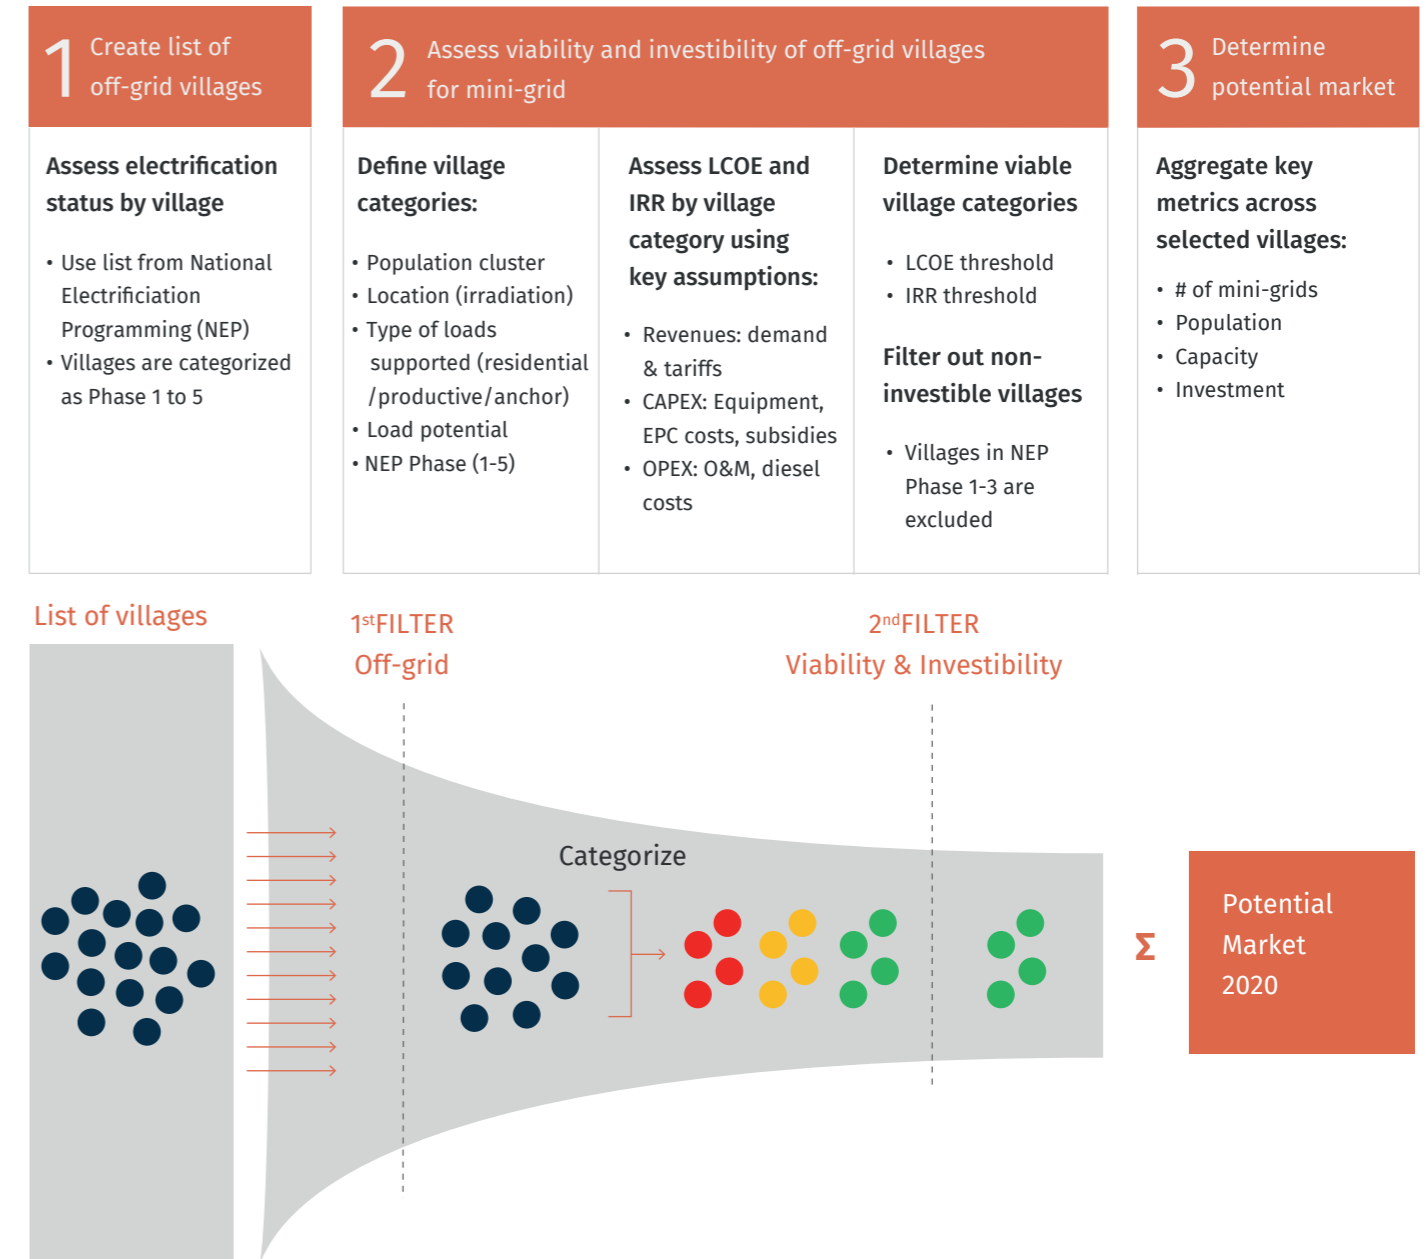 1
Create list of
off-grid villages
Assess electrification
status by village
• Use list from National
Electrificiation
Programming (NEP)
• Villages are categorized
as Phase 1 to 5
2
Assess viability and investibility of off-grid villages
for mini-grid
Define village
categories:
• Population cluster
• Location (irradiation)
• Type of loads
supported (residential
/productive/anchor)
• Load potential
• NEP Phase (1-5)
Assess LCOE and
IRR by village
category using
key assumptions:
• Revenues: demand
& tariffs
• CAPEX: Equipment,
EPC costs, subsidies
• OPEX: O&M, diesel
costs
Determine viable
village categories
• LCOE threshold
• IRR threshold
Filter out non-
investible villages
• Villages in NEP
Phase 1-3 are
excluded
3
Determine
potential market
Aggregate key
metrics across
selected villages:
• # of mini-grids
• Population
• Capacity
• Investment
List of villages
1stFILTER
Off-grid
2ndFILTER
Viability & Investibility
Categorize
Σ
Potential
Market
2020